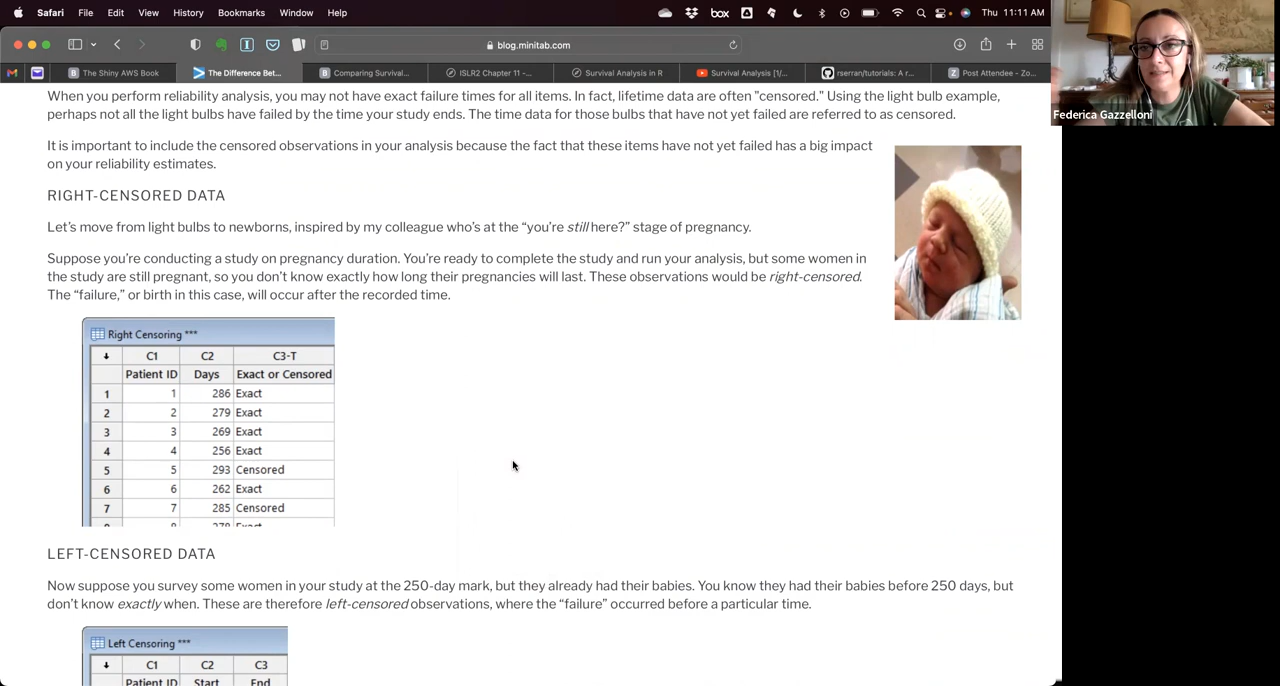 Safari File Edit View History Bookmarks Window Help
box
Thu 11:11 AM
blog.minitab.com
The Shiny AWS Book
The Difference Bet...
Comparing Survival...
ISLR2 Chapter 11 -...
Survival Analysis in R
Survival Analysis [1/...
rserran/tutorials: A r...
Post Attendee - Zo...
Federica Gazzelloni
When you perform reliability analysis, you may not have exact failure times for all items. In fact, lifetime data are often "censored." Using the light bulb example,
perhaps not all the light bulbs have failed by the time your study ends. The time data for those bulbs that have not yet failed are referred to as censored.
It is important to include the censored observations in your analysis because the fact that these items have not yet failed has a big impact
on your reliability estimates.
RIGHT-CENSORED DATA
Let's move from light bulbs to newborns, inspired by my colleague who's at the “you're still here?” stage of pregnancy.
Suppose you're conducting a study on pregnancy duration. You're ready to complete the study and run your analysis, but some women in
the study are still pregnant, so you don't know exactly how long their pregnancies will last. These observations would be right-censored.
The “failure,” or birth in this case, will occur after the recorded time.
Right Censoring ***
C1 C2 C3-T
Patient ID Days Exact or Censored
1 1 286 Exact
2 2 279 Exact
3 3 269 Exact
4 4 256 Exact
5 5 293 Censored
6 6 262 Exact
7 7 285 Censored
LEFT-CENSORED DATA
Now suppose you survey some women in your study at the 250-day mark, but they already had their babies. You know they had their babies before 250 days, but
don't know exactly when. These are therefore left-censored observations, where the “failure” occurred before a particular time.
Left Censoring ***
C1 C2 C3
Patient ID Start End